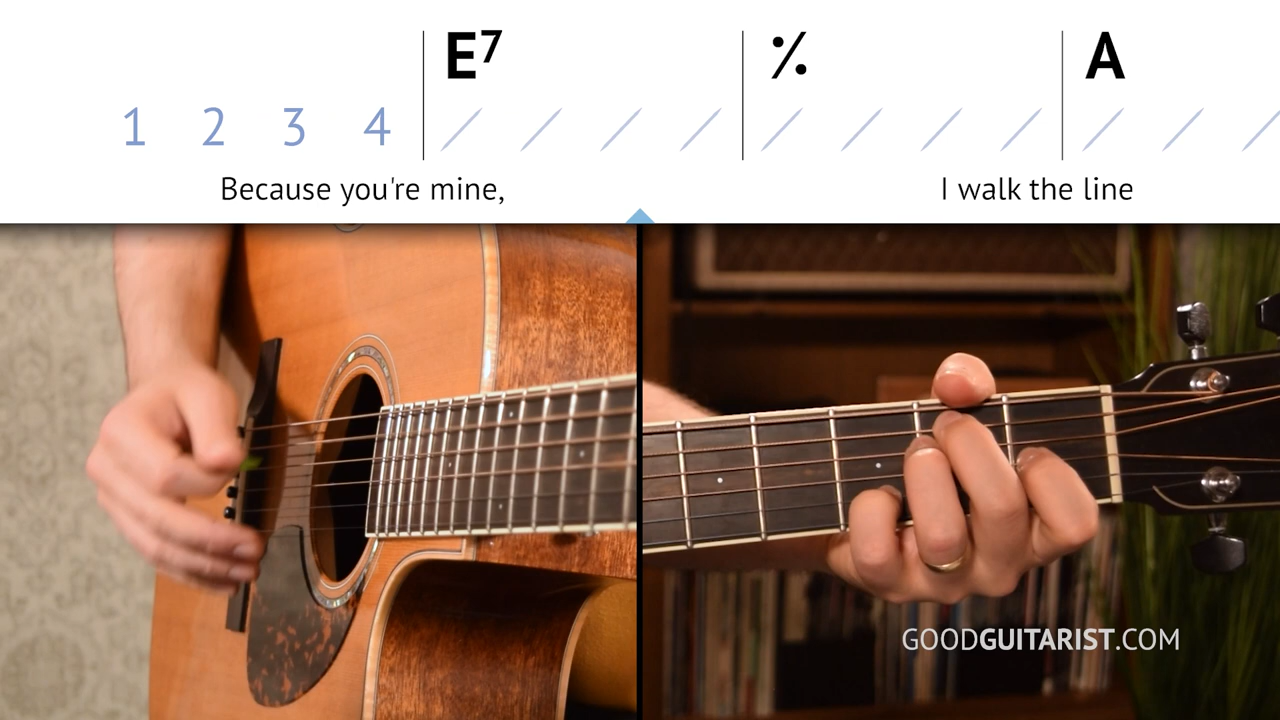 E7 ٪ A
1 2 3 4
Because you're mine, I walk the line
GOODGUITARIST.COM